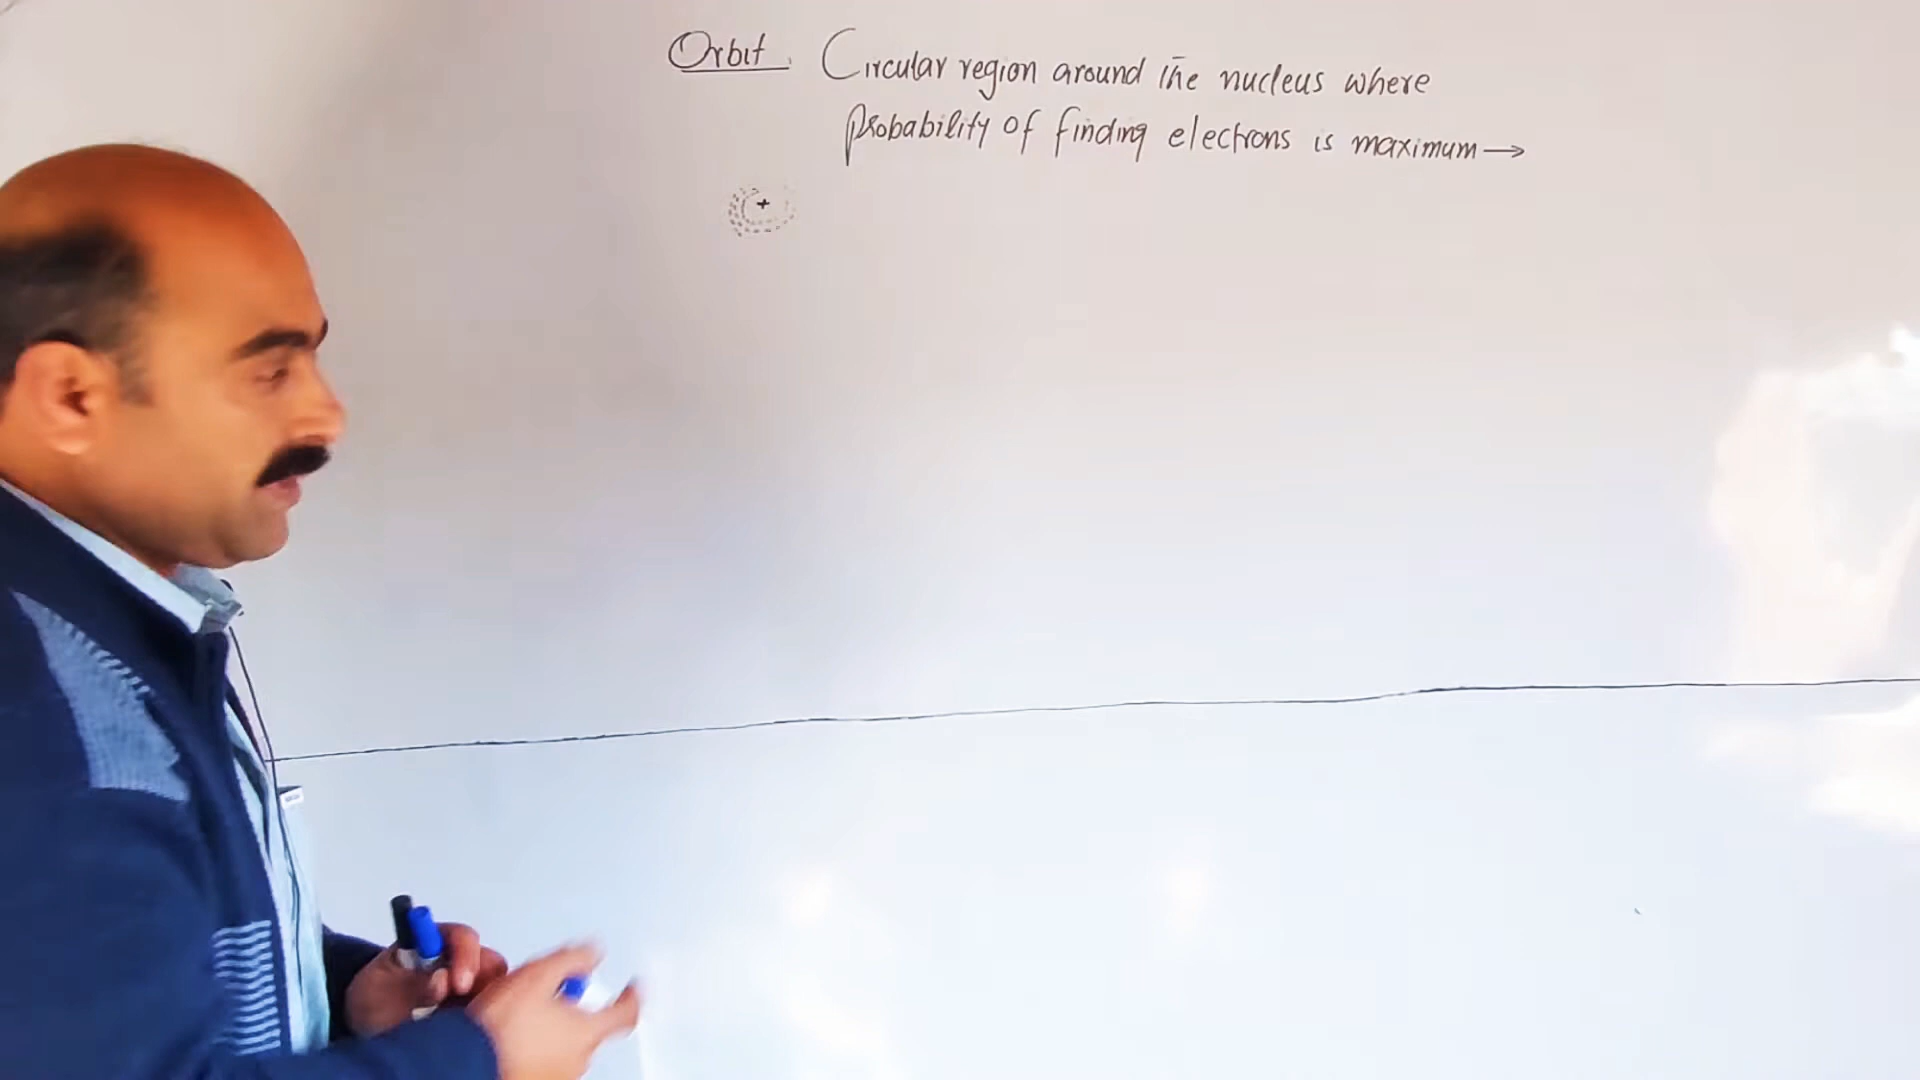 Orbit. Circular region around the nucleus where
Probability of finding electrons is maximum →
+